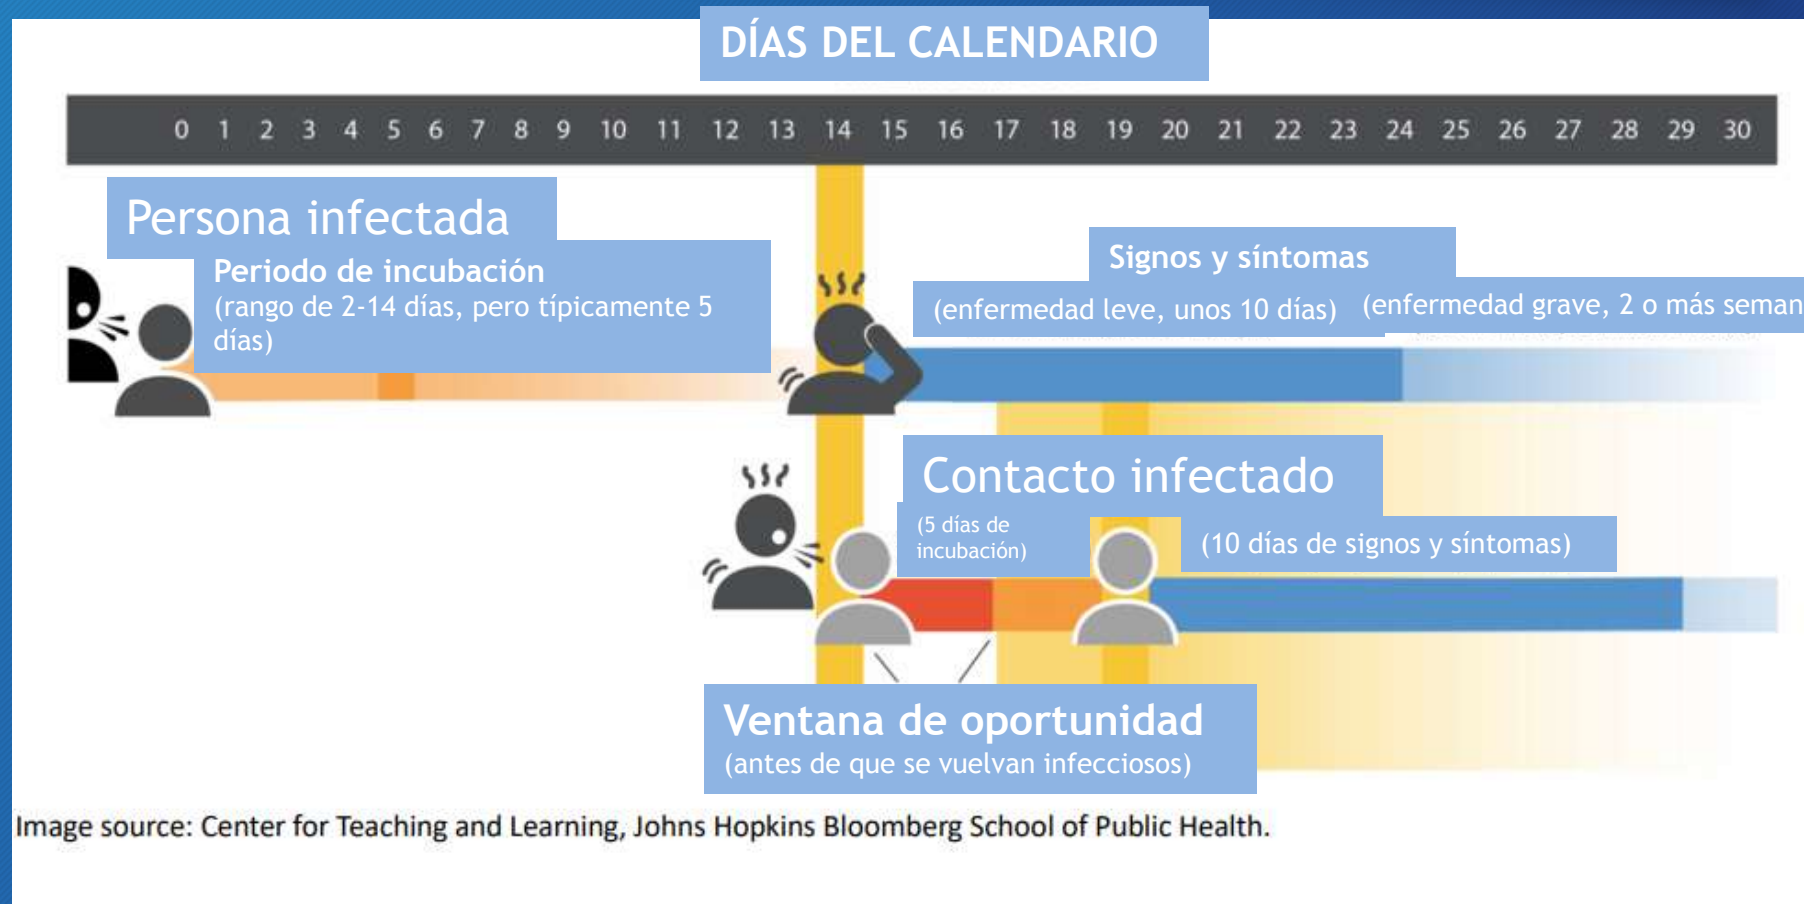 DÍAS DEL CALENDARIO
0 1 2 3 4 5 6 7 8 9 10 11 12 13 14 15 16 17 18 19 20 21 22 23 24 25 26 27 28 29 30
Persona infectada
Periodo de incubación
(rango de 2-14 días, pero típicamente 5
días)
Signos y síntomas
(enfermedad leve, unos 10 días)
(enfermedad grave, 2 o más seman
Contacto infectado
(5 días de
incubación)
(10 días de signos y síntomas)
Ventana de oportunidad
(antes de que se vuelvan infecciosos)
Image source: Center for Teaching and Learning, Johns Hopkins Bloomberg School of Public Health.